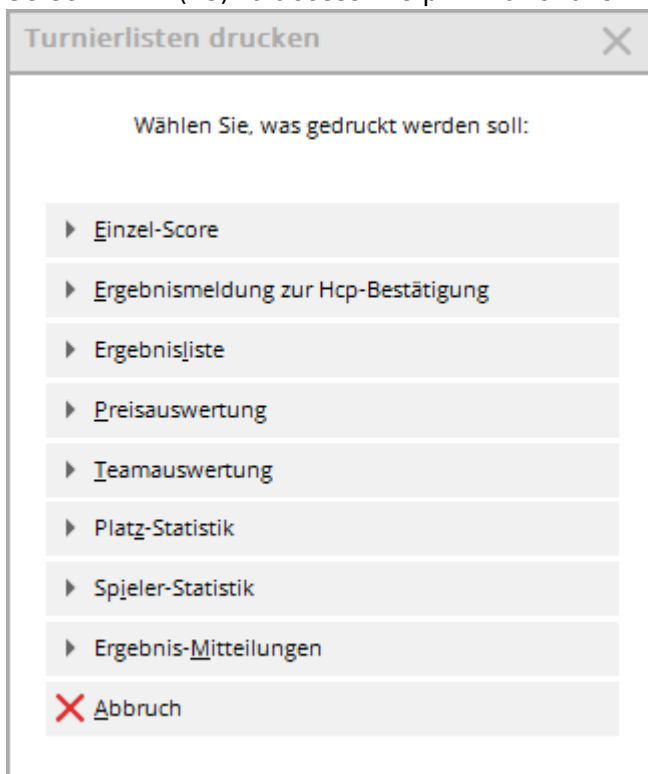 Turnierlisten drucken
Wählen Sie, was gedruckt werden soll:
Einzel-Score
Ergebnismeldung zur Hcp-Bestätigung
Ergebnisliste
Preisauswertung
Teamauswertung
Platz-Statistik
Spieler-Statistik
Ergebnis-Mitteilungen
Abbruch